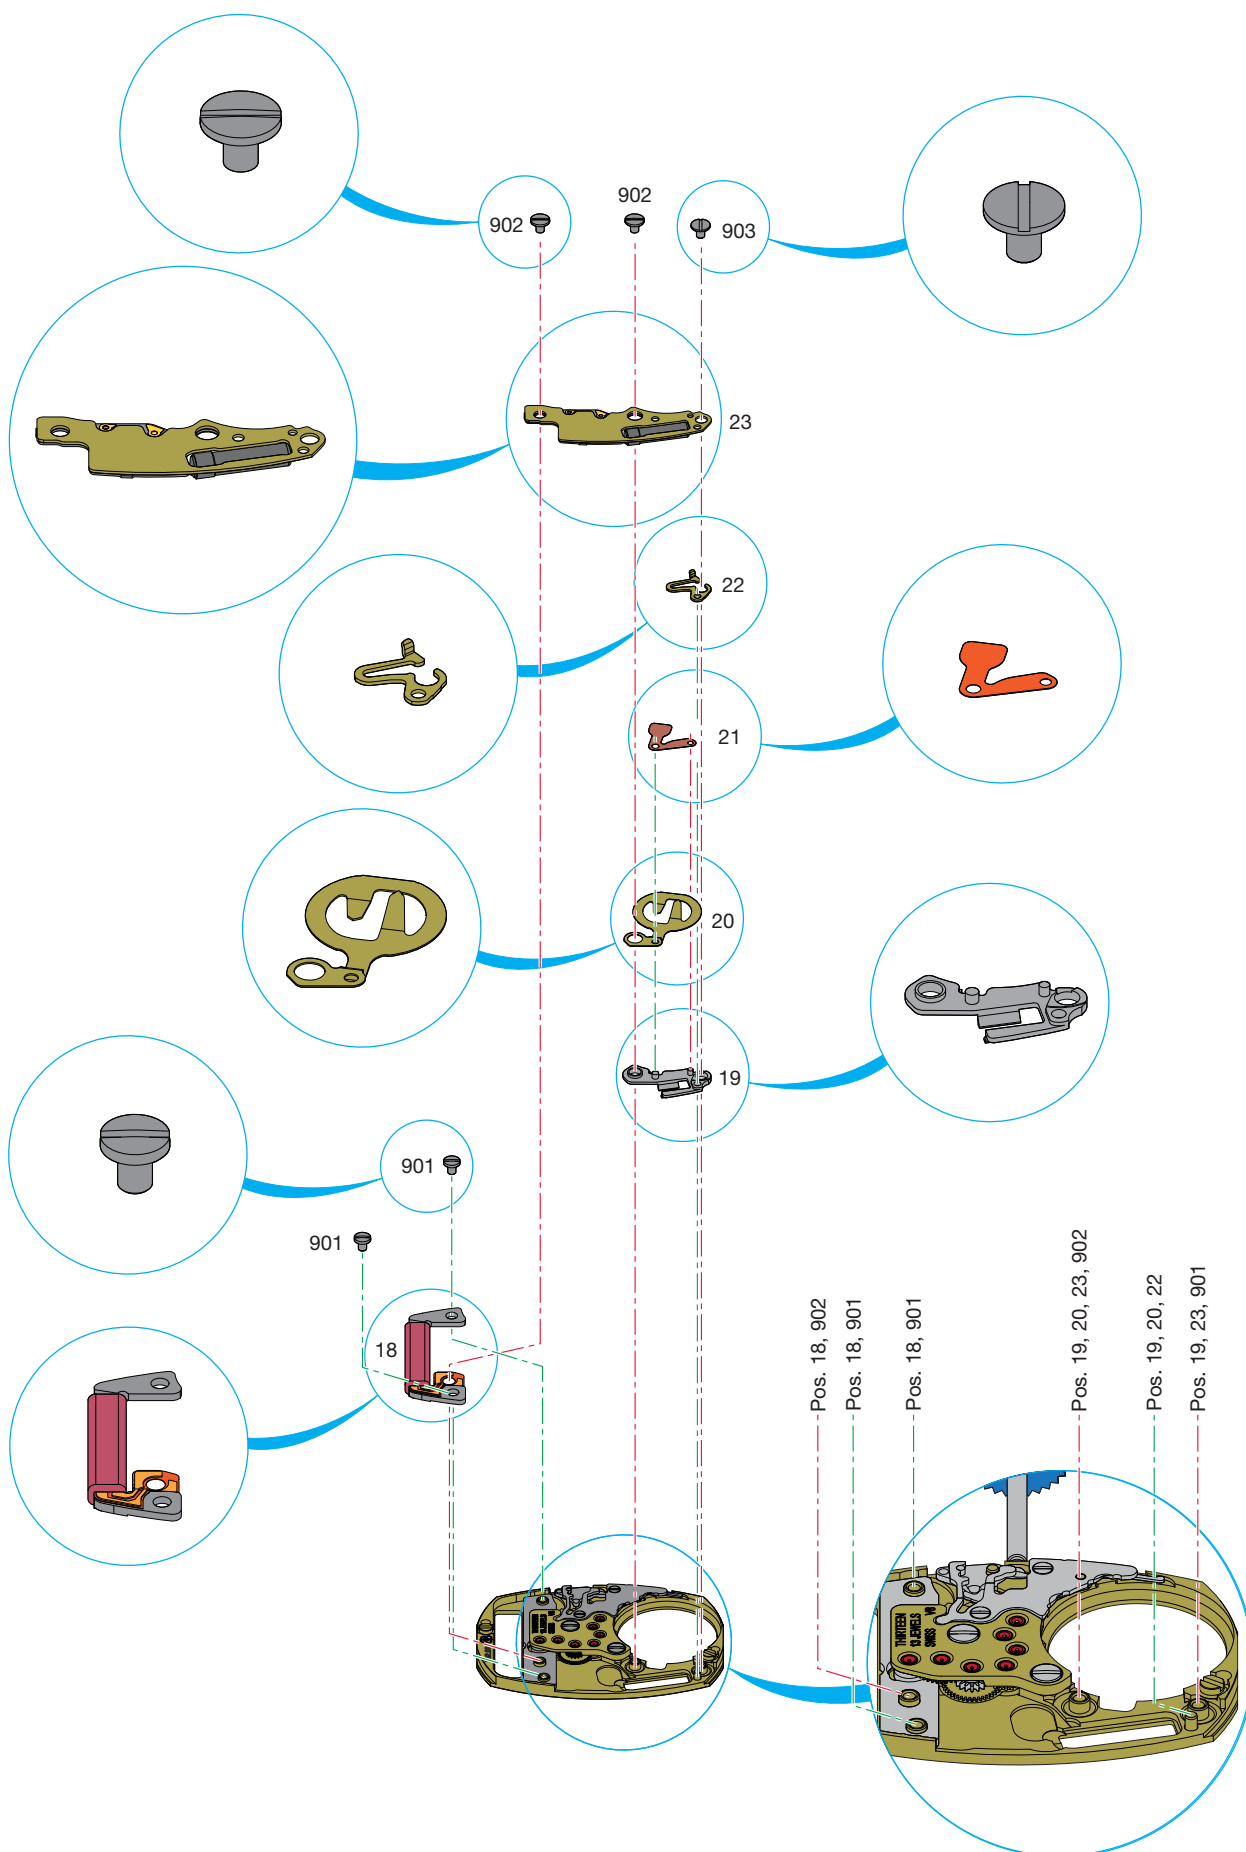 902
902
903
23
22
21
20
19
901
901
18
Pos. 18, 902
Pos. 18, 901
Pos. 18, 901
Pos. 19, 20, 23, 902
Pos. 19, 20, 22
Pos. 19, 23, 901
THIRTEEN
13 JEWELS
SWISS
V8